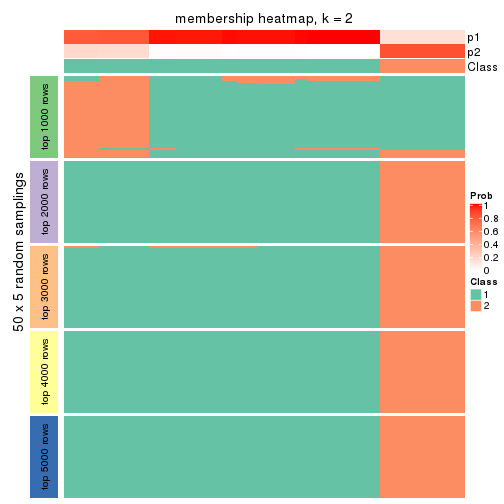 membership heatmap, k = 2
p1
p2
Class
50 x 5 random samplings
top 1000 rows
top 2000 rows
top 3000 rows
top 4000 rows
top 5000 rows
Prob
1
0.8
0.6
0.4
0.2
0
Class
1
2